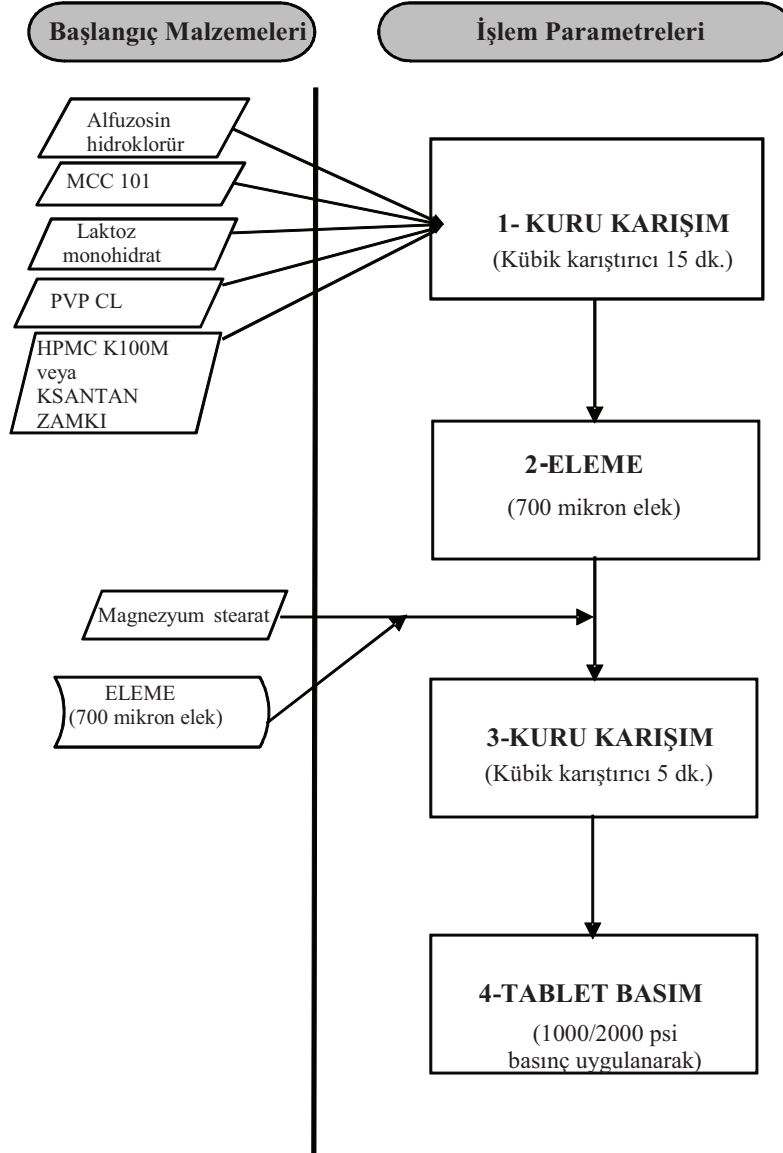 Başlangıç Malzemeleri
İşlem Parametreleri
Alfuzosin
hidroklorür
MCC 101
Laktoz
monohidrat
PVP CL
HPMC K100M
veya
KSANTAN
ZAMKI
1- KURU KARIŞIM
(Kübik karıştırıcı 15 dk.)
2-ELEME
(700 mikron elek)
Magnezyum stearat
ELEME
(700 mikron elek)
3-KURU KARIŞIM
(Kübik karıştırıcı 5 dk.)
4-TABLET BASIM
(1000/2000 psi
basınç uygulanarak)